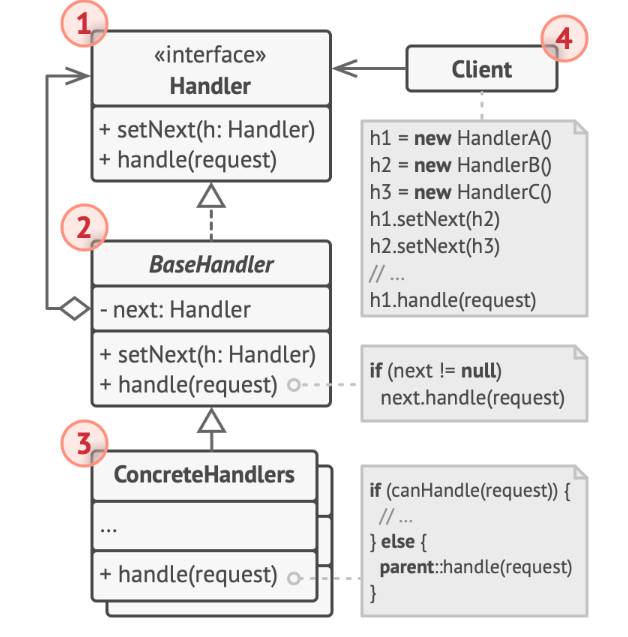 1
«interface»
Handler
+ setNext(h: Handler)
+ handle(request)
4
Client
h1 = new HandlerA()
h2 = new HandlerB()
h3 = new HandlerC()
h1.setNext(h2)
h2.setNext(h3)
// ...
h1.handle(request)
2
BaseHandler
- next: Handler
+ setNext(h: Handler)
+ handle(request)
if (next != null)
next.handle(request)
3
ConcreteHandlers
...
+ handle(request)
if (canHandle(request)) {
// ...
} else {
parent::handle(request)
}